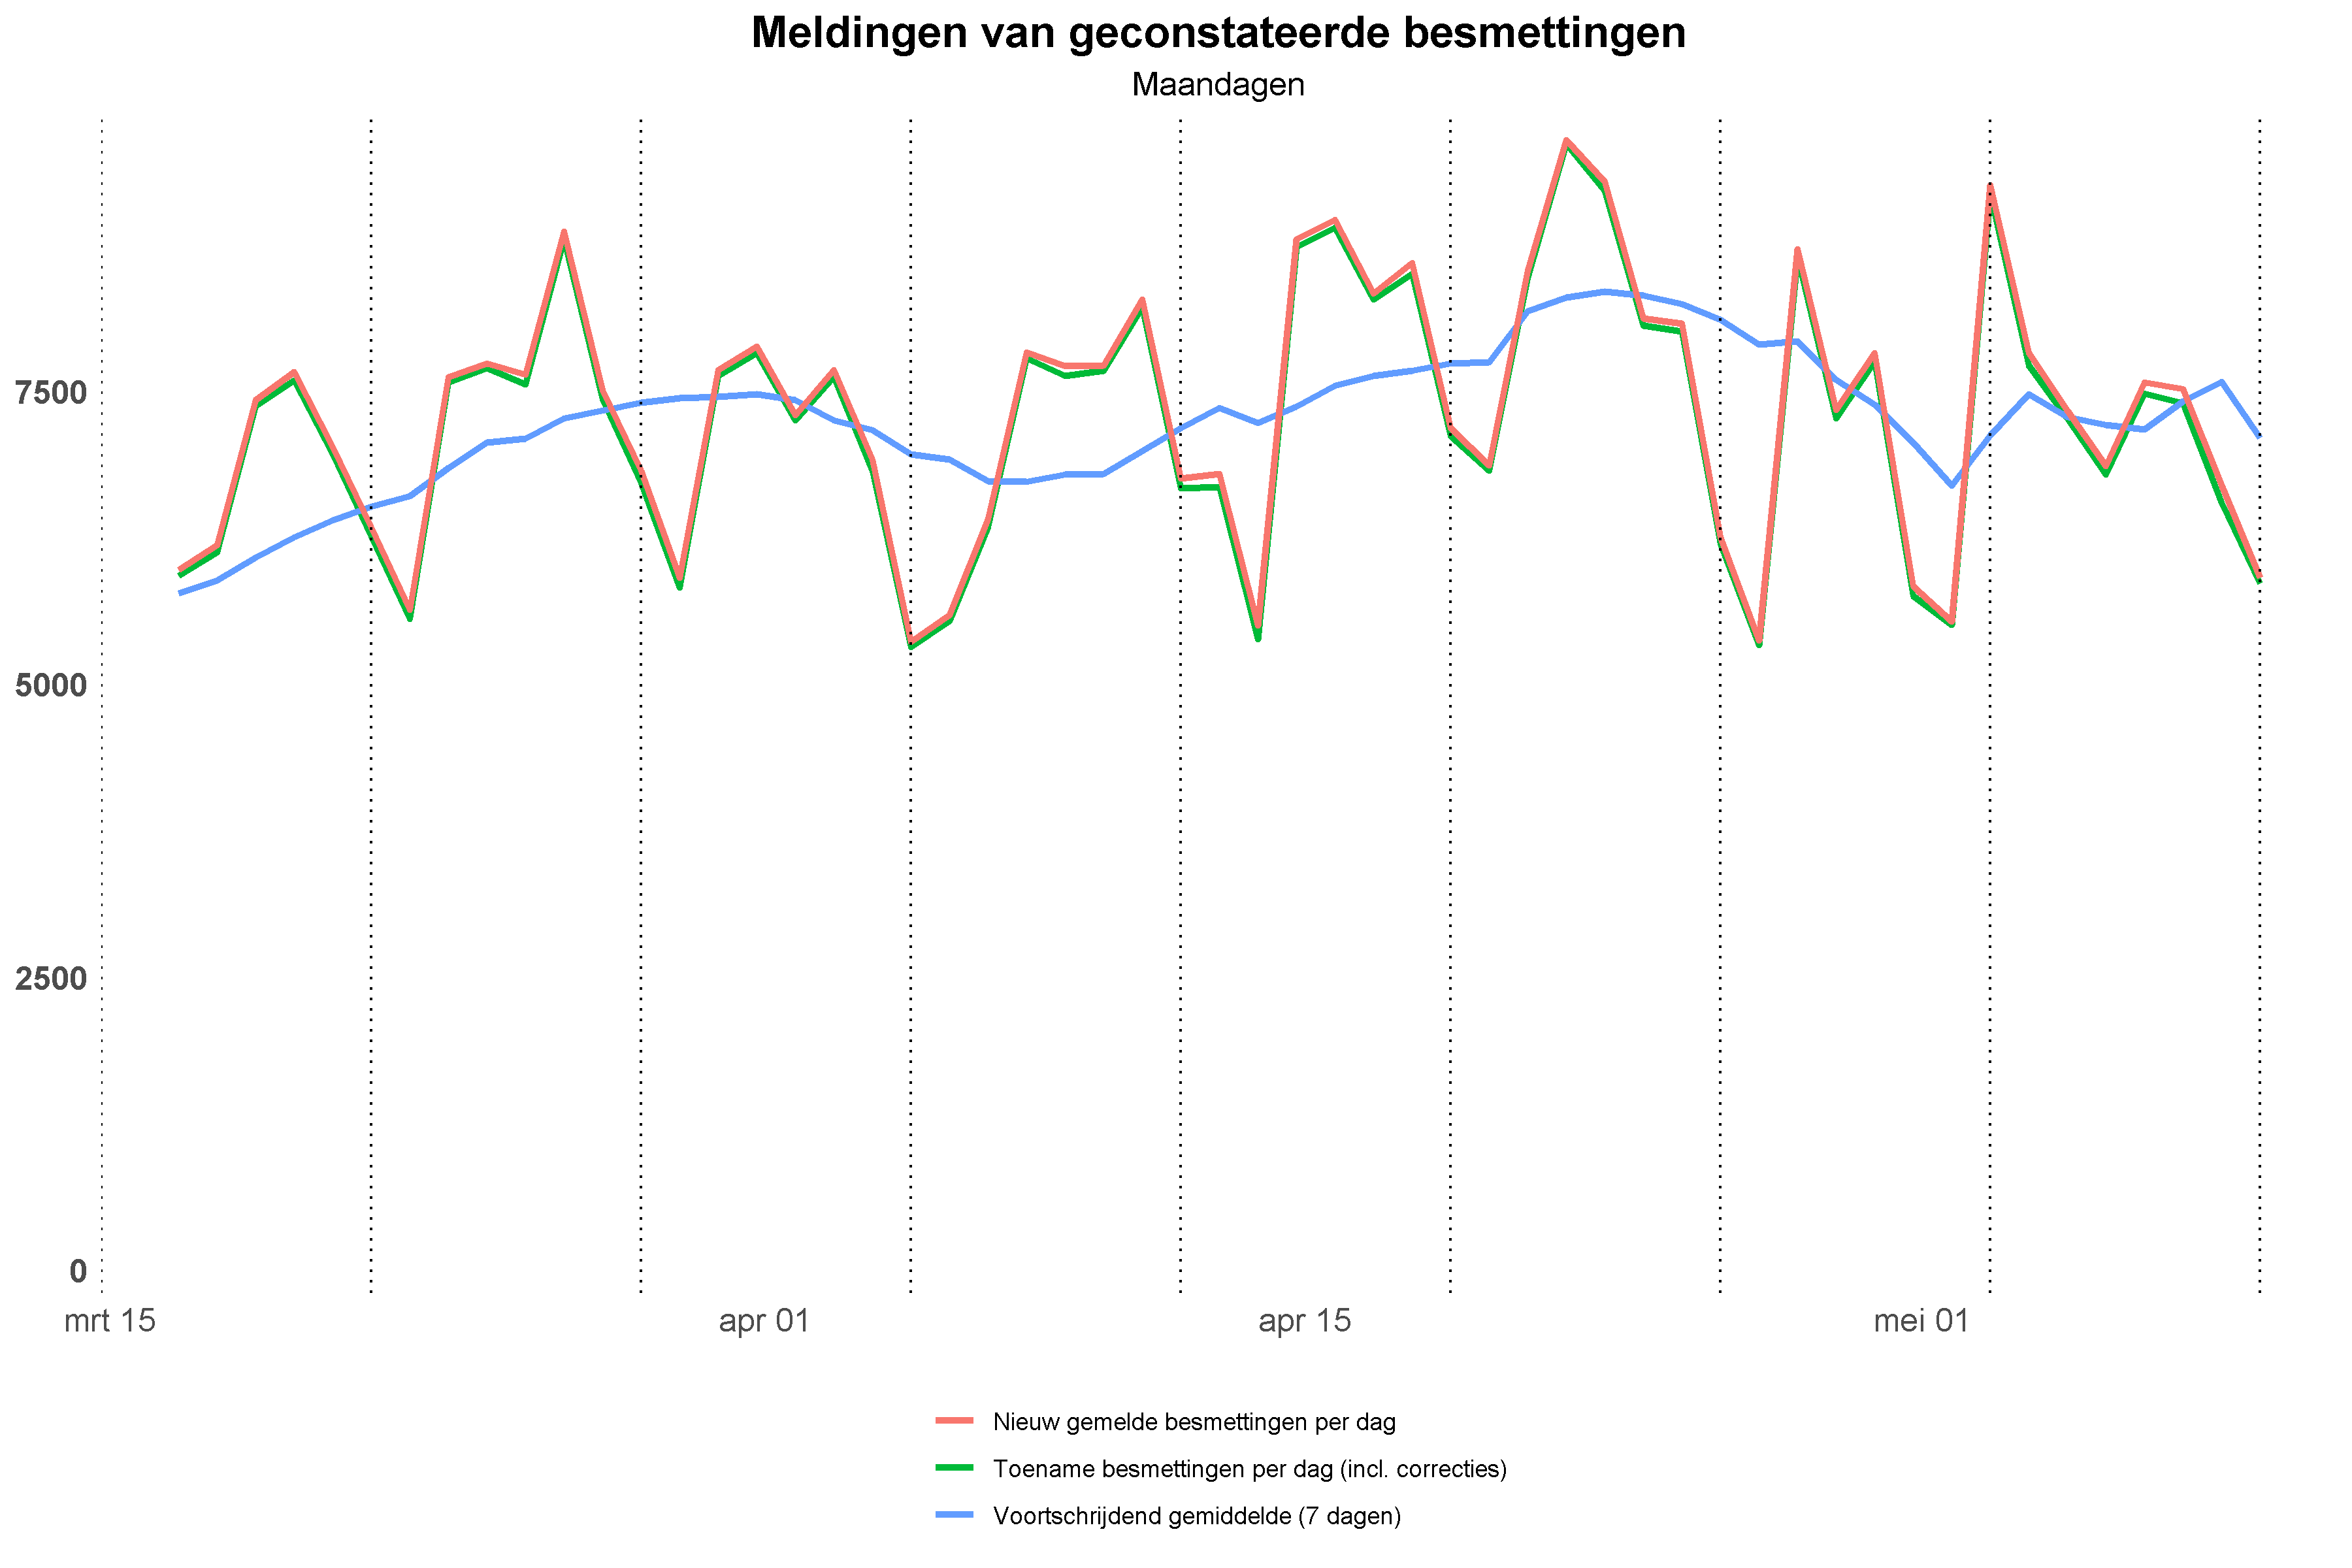 Meldingen van geconstateerde besmettingen
Maandagen
7500
5000
2500
0
mrt 15
apr 01
apr 15
mei 01
Nieuw gemelde besmettingen per dag
Toename besmettingen per dag (incl. correcties)
Voortschrijdend gemiddelde (7 dagen)